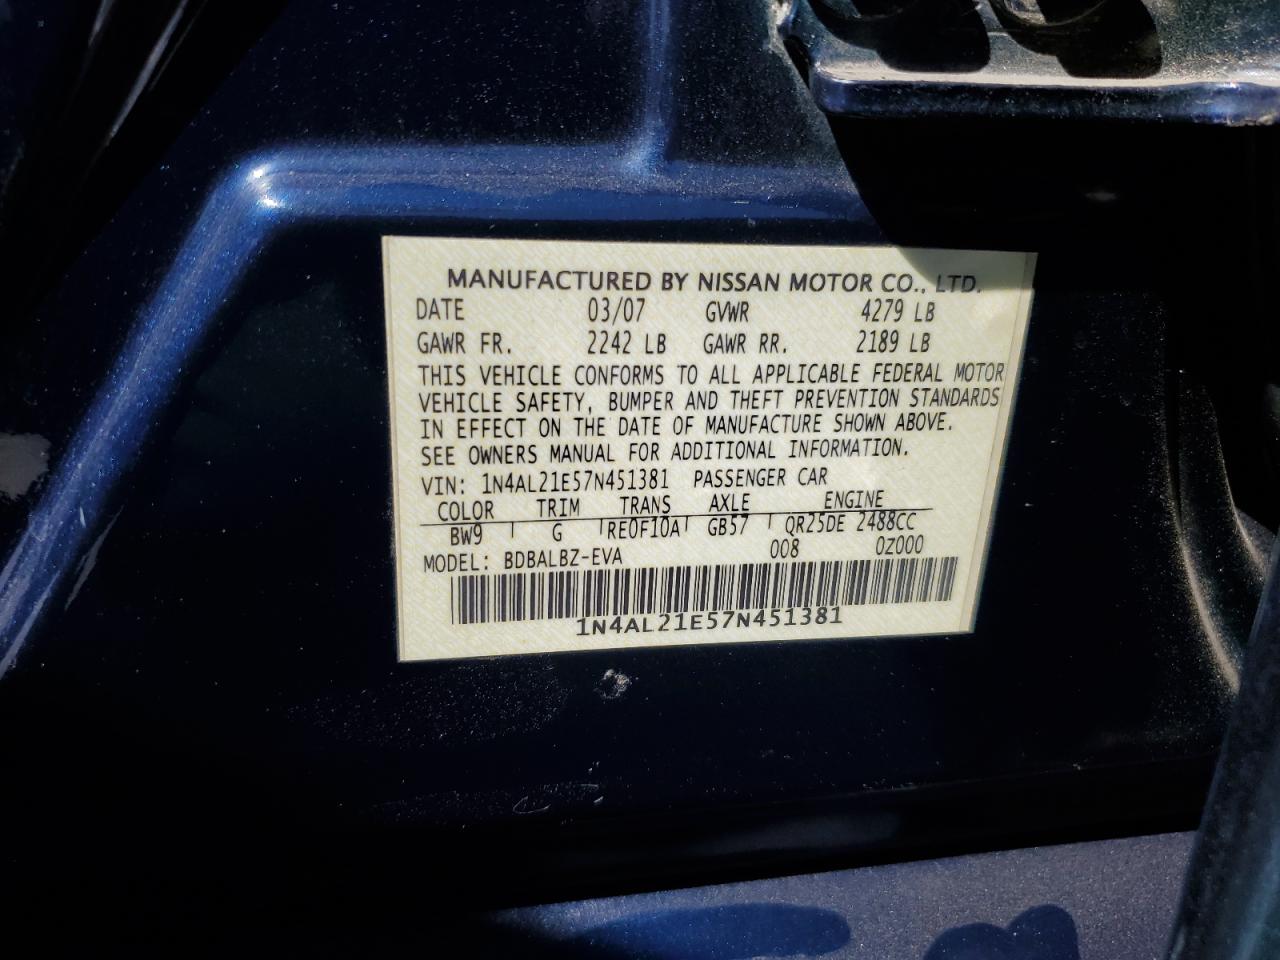 MANUFACTURED BY NISSAN MOTOR CO., LTD.
DATE 03/07 GVWR 4279 LB
GAWR FR. 2242 LB GAWR RR. 2189 LB
THIS VEHICLE CONFORMS TO ALL APPLICABLE FEDERAL MOTOR
VEHICLE SAFETY, BUMPER AND THEFT PREVENTION STANDARDS
IN EFFECT ON THE DATE OF MANUFACTURE SHOWN ABOVE.
SEE OWNERS MANUAL FOR ADDITIONAL INFORMATION.
VIN: 1N4AL21E57N451381 PASSENGER CAR
COLOR TRIM TRANS AXLE ENGINE
BW9 G RE0F10A GB57 QR25DE 2488CC
MODEL: BDBALBZ-EVA 008 0Z000
1N4AL21E57N451381